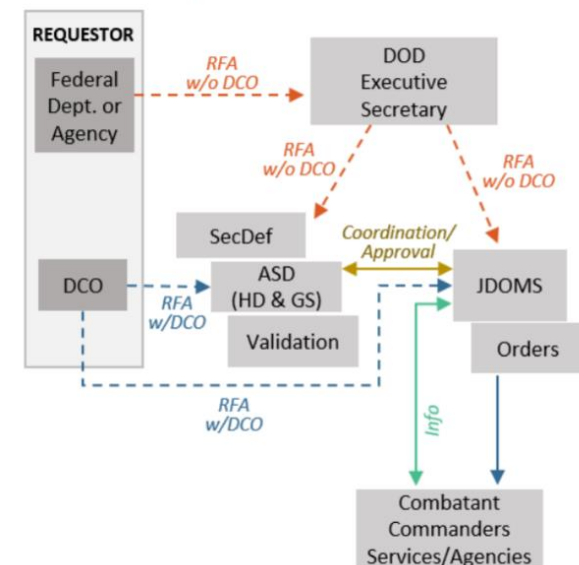 REQUESTOR
Federal
Dept. or
Agency
RFA
w/o DCO
DOD
Executive
Secretary
RFA
w/o DCO
RFA
w/o DCO
SecDef
Coordination/
Approval
DCO
RFA
w/DCO
ASD
(HD & GS)
JDOMS
Validation
Orders
RFA
w/DCO
Info
Combatant
Commanders
Services/Agencies